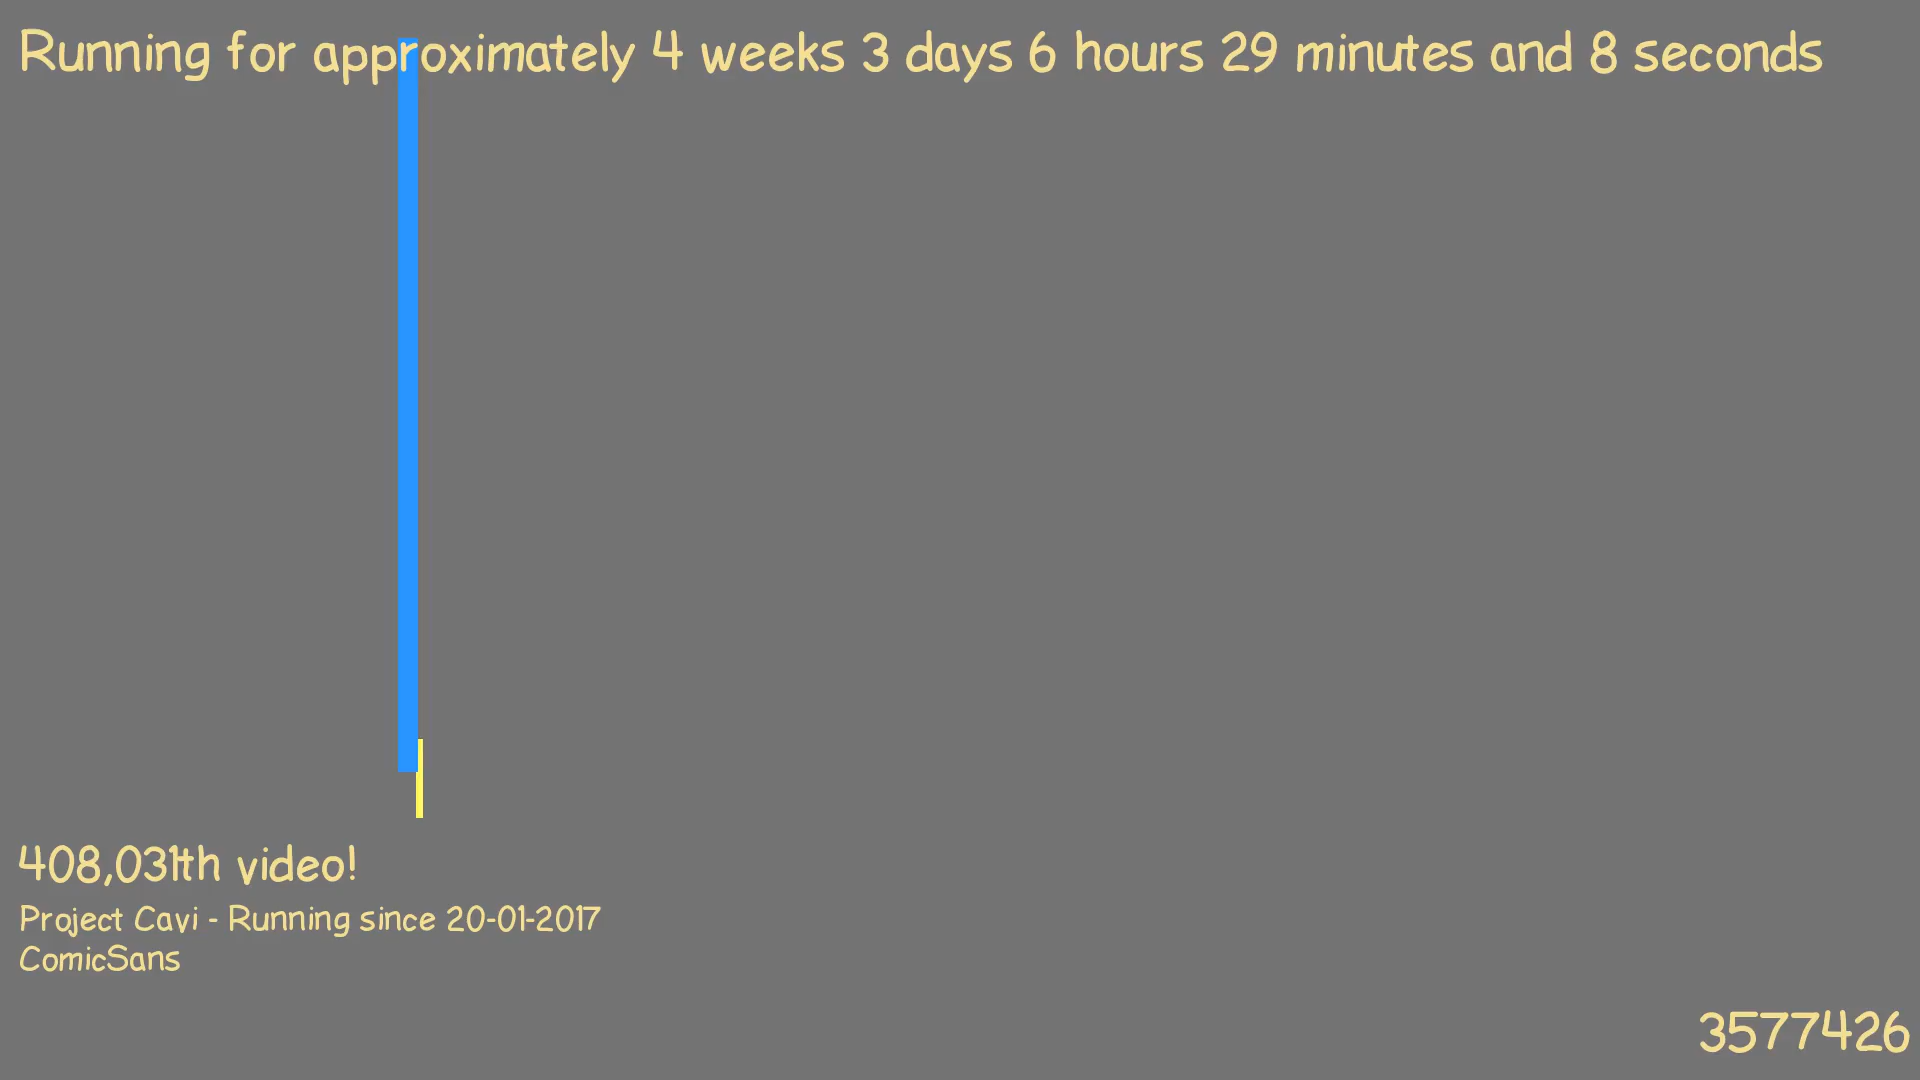 Running for approximately 4 weeks 3 days 6 hours 29 minutes and 8 seconds
408,031th video!
Project Cavi - Running since 20-01-2017
ComicSans
3577426